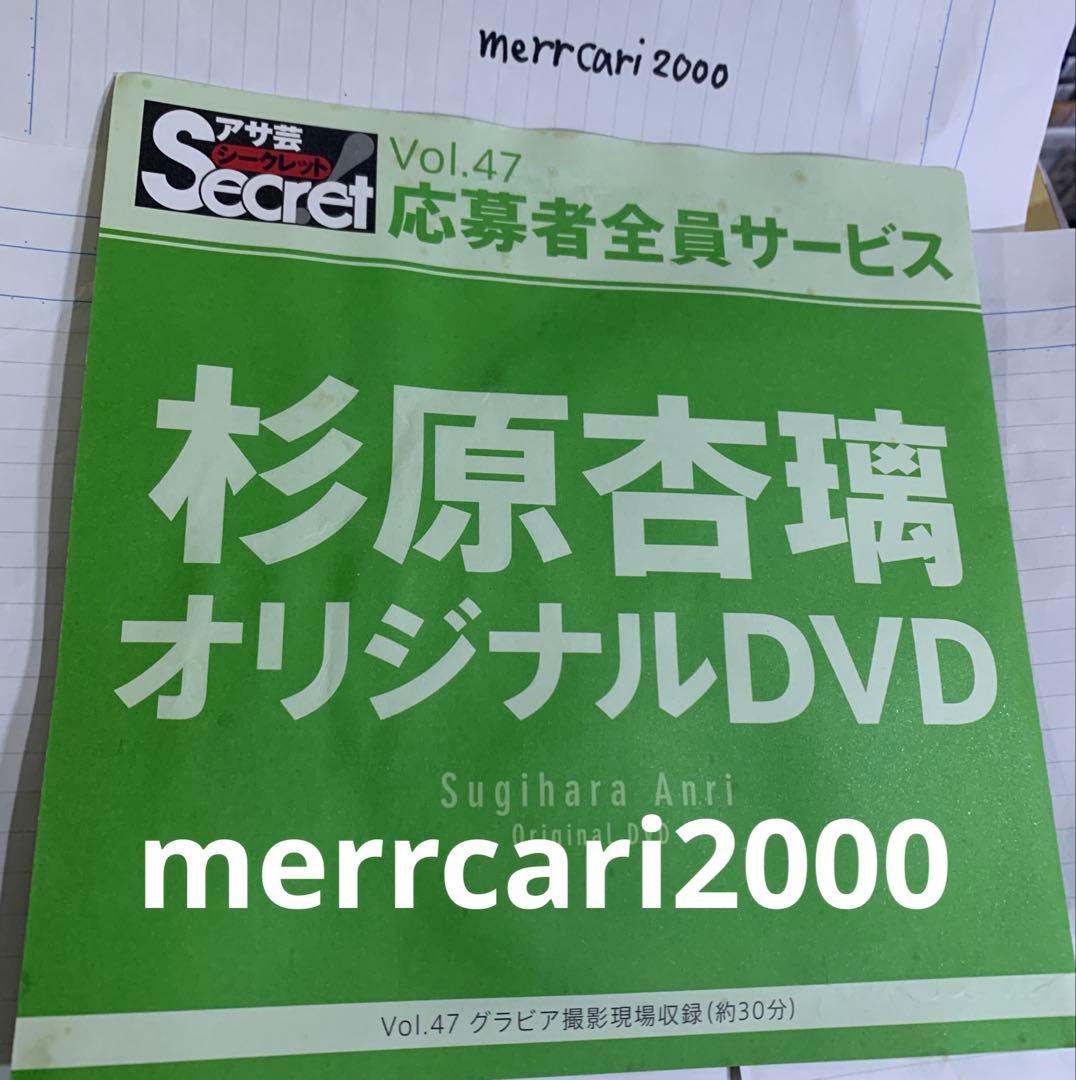 merrcari 2000
アサ芸
シークレット!
Secret
Vol.47
応募者全員サービス
杉原杏璃
オリジナルDVD
Sugihara Anri
Original DVD
merrcari2000
Vol.47 グラビア撮影現場収録(約30分)